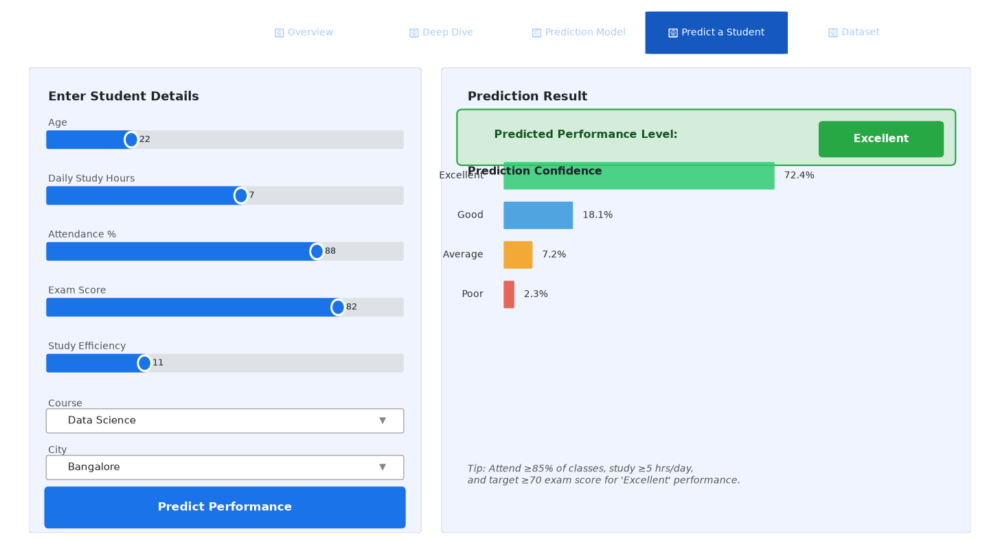 Overview
Deep Dive
Prediction Model
Predict a Student
Dataset
Enter Student Details
Age
22
Daily Study Hours
7
Attendance %
88
Exam Score
82
Study Efficiency
11
Course
Data Science
City
Bangalore
Predict Performance
Prediction Result
Predicted Performance Level:
Excellent
Prediction Confidence
Excellent
72.4%
Good
18.1%
Average
7.2%
Poor
2.3%
Tip: Attend ≥85% of classes, study ≥5 hrs/day,
and target ≥70 exam score for 'Excellent' performance.